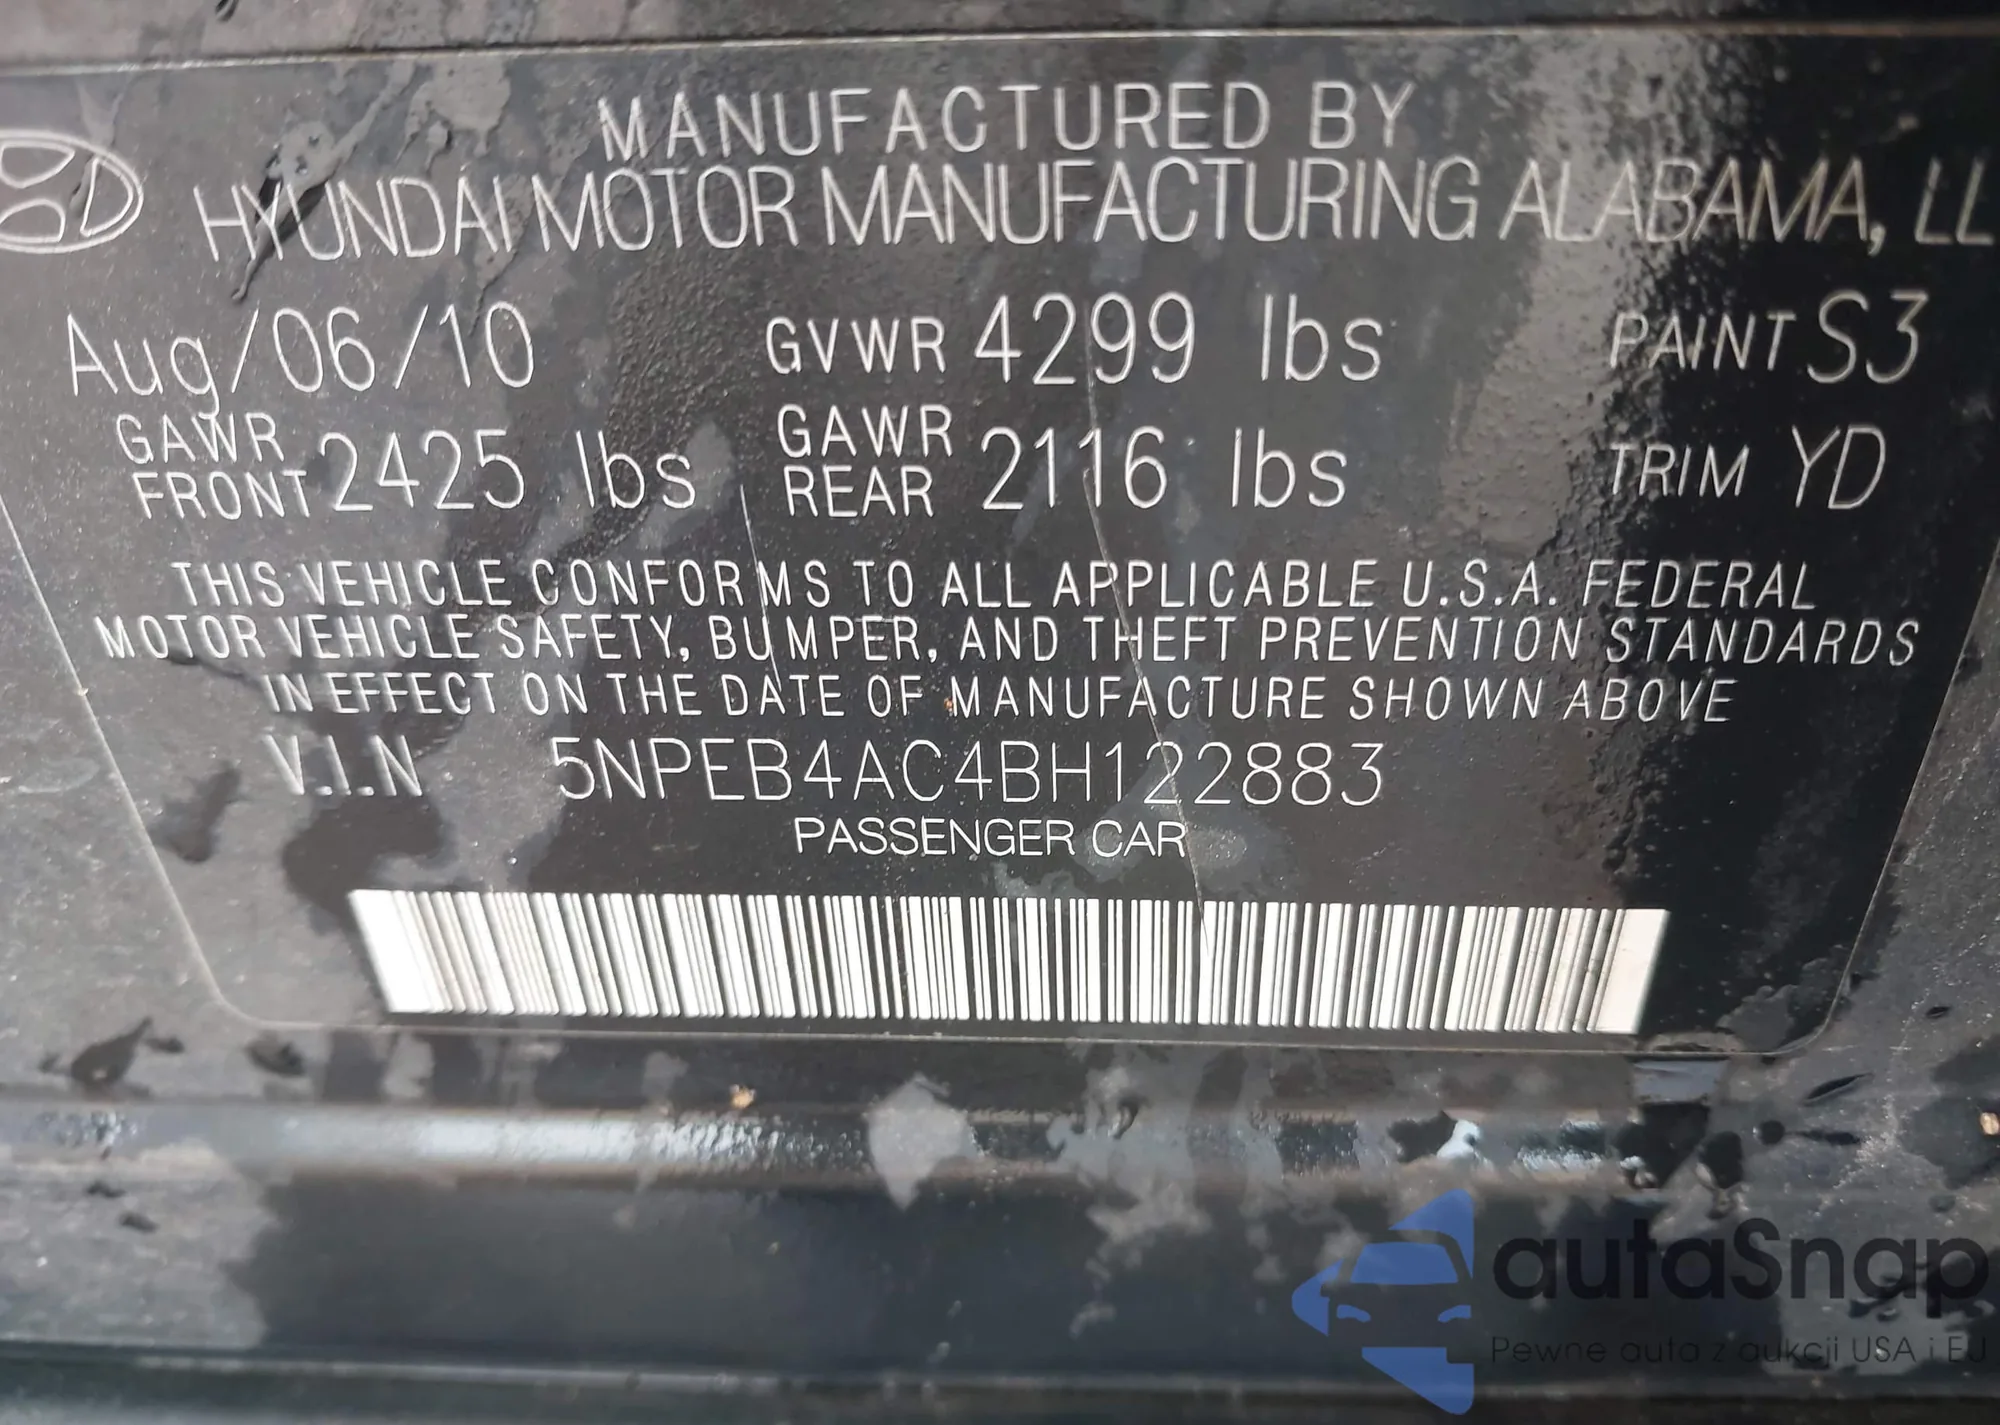 MANUFACTURED BY
HYUNDAI MOTOR MANUFACTURING ALABAMA, LL
Aug/06/10 GVWR 4299 lbs PAINT S3
GAWR FRONT 2425 lbs GAWR REAR 2116 lbs TRIM YD
THIS VEHICLE CONFORMS TO ALL APPLICABLE U.S.A. FEDERAL
MOTOR VEHICLE SAFETY, BUMPER, AND THEFT PREVENTION STANDARDS
IN EFFECT ON THE DATE OF MANUFACTURE SHOWN ABOVE
V.I.N 5NPEB4AC4BH122883
PASSENGER CAR
autaSnap
Pewne auta z aukcji USA i EJ